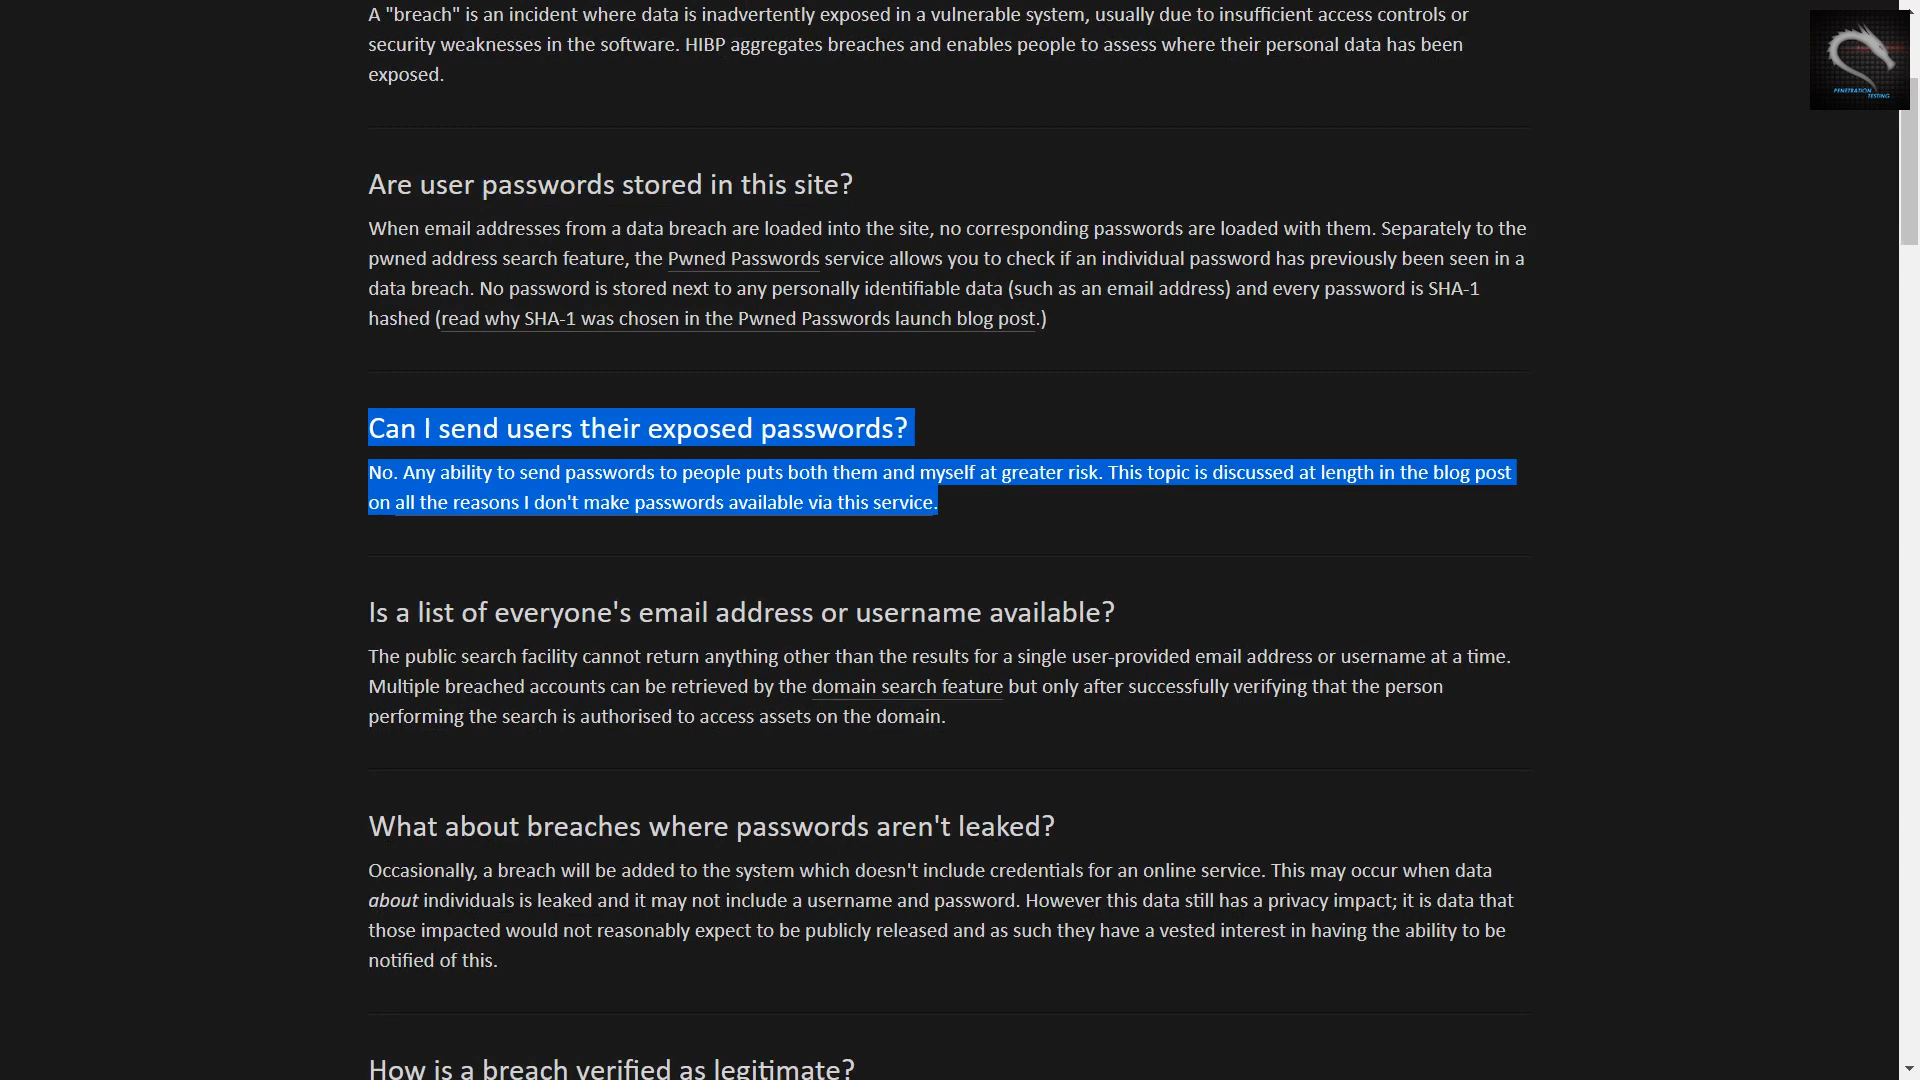 A "breach" is an incident where data is inadvertently exposed in a vulnerable system, usually due to insufficient access controls or
security weaknesses in the software. HIBP aggregates breaches and enables people to assess where their personal data has been
exposed.
PENETRATION
TESTING
Are user passwords stored in this site?
When email addresses from a data breach are loaded into the site, no corresponding passwords are loaded with them. Separately to the
pwned address search feature, the Pwned Passwords service allows you to check if an individual password has previously been seen in a
data breach. No password is stored next to any personally identifiable data (such as an email address) and every password is SHA-1
hashed (read why SHA-1 was chosen in the Pwned Passwords launch blog post.)
Can I send users their exposed passwords?
No. Any ability to send passwords to people puts both them and myself at greater risk. This topic is discussed at length in the blog post
on all the reasons I don't make passwords available via this service.
Is a list of everyone's email address or username available?
The public search facility cannot return anything other than the results for a single user-provided email address or username at a time.
Multiple breached accounts can be retrieved by the domain search feature but only after successfully verifying that the person
performing the search is authorised to access assets on the domain.
What about breaches where passwords aren't leaked?
Occasionally, a breach will be added to the system which doesn't include credentials for an online service. This may occur when data
about individuals is leaked and it may not include a username and password. However this data still has a privacy impact; it is data that
those impacted would not reasonably expect to be publicly released and as such they have a vested interest in having the ability to be
notified of this.
How is a breach verified as legitimate?